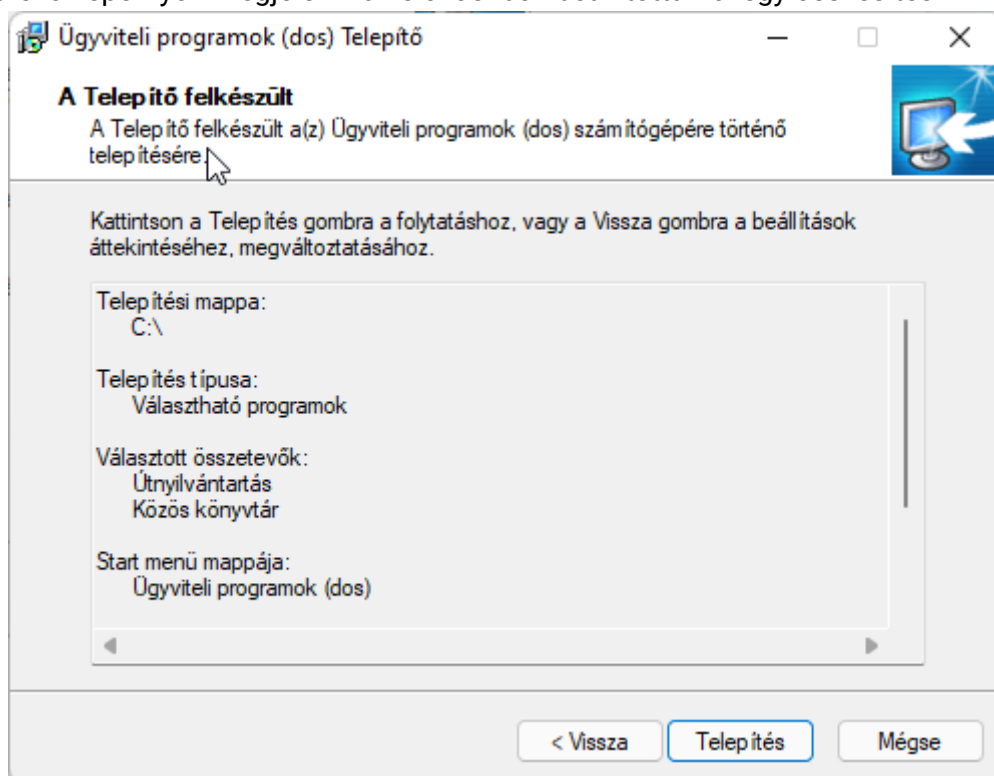 Ügyviteli programok (dos) Telepítő
A Telepítő felkészült
A Telepítő felkészült a(z) Ügyviteli programok (dos) számítógépére történő
telepítésére.
Kattintson a Telepítés gombra a folytatáshoz, vagy a Vissza gombra a beállítások
áttekintéséhez, megváltoztatásához.
Telepítési mappa:
C:\
Telepítés típusa:
Választható programok
Választott összetevők:
Útnyilvántartás
Közös könyvtár
Start menü mappája:
Ügyviteli programok (dos)
< Vissza
Telepítés
Mégse